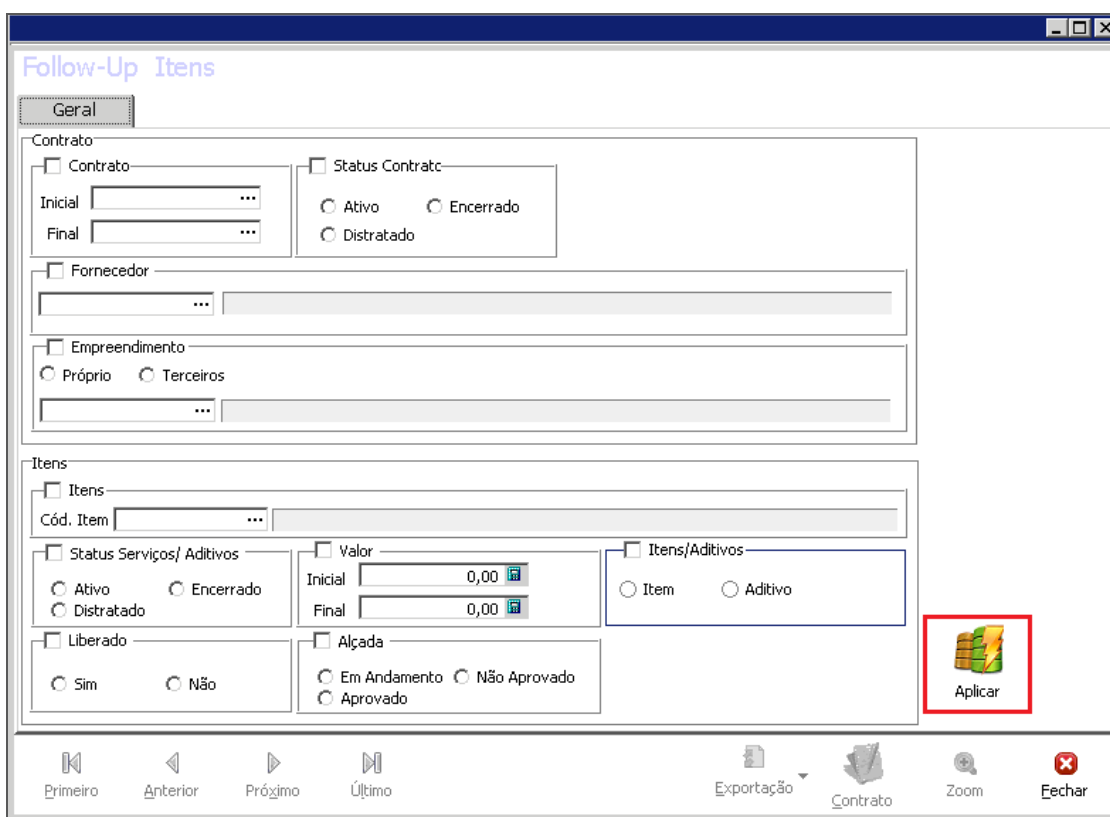 Follow-Up Itens
Geral
Contrato
Contrato
Inicial ...
Final ...
Status Contratc
Ativo Encerrado
Distratado
Fornecedor
...
Empreendimento
Próprio Terceiros
...
Itens
Itens
Cód. Item ...
Status Serviços/ Aditivos
Ativo Encerrado
Distratado
Valor
Inicial 0,00
Final 0,00
Itens/Aditivos
Item Aditivo
Liberado
Sim Não
Alçada
Em Andamento Não Aprovado
Aprovado
Aplicar
Primeiro Anterior Próximo Último Exportação Contrato Zoom Fechar